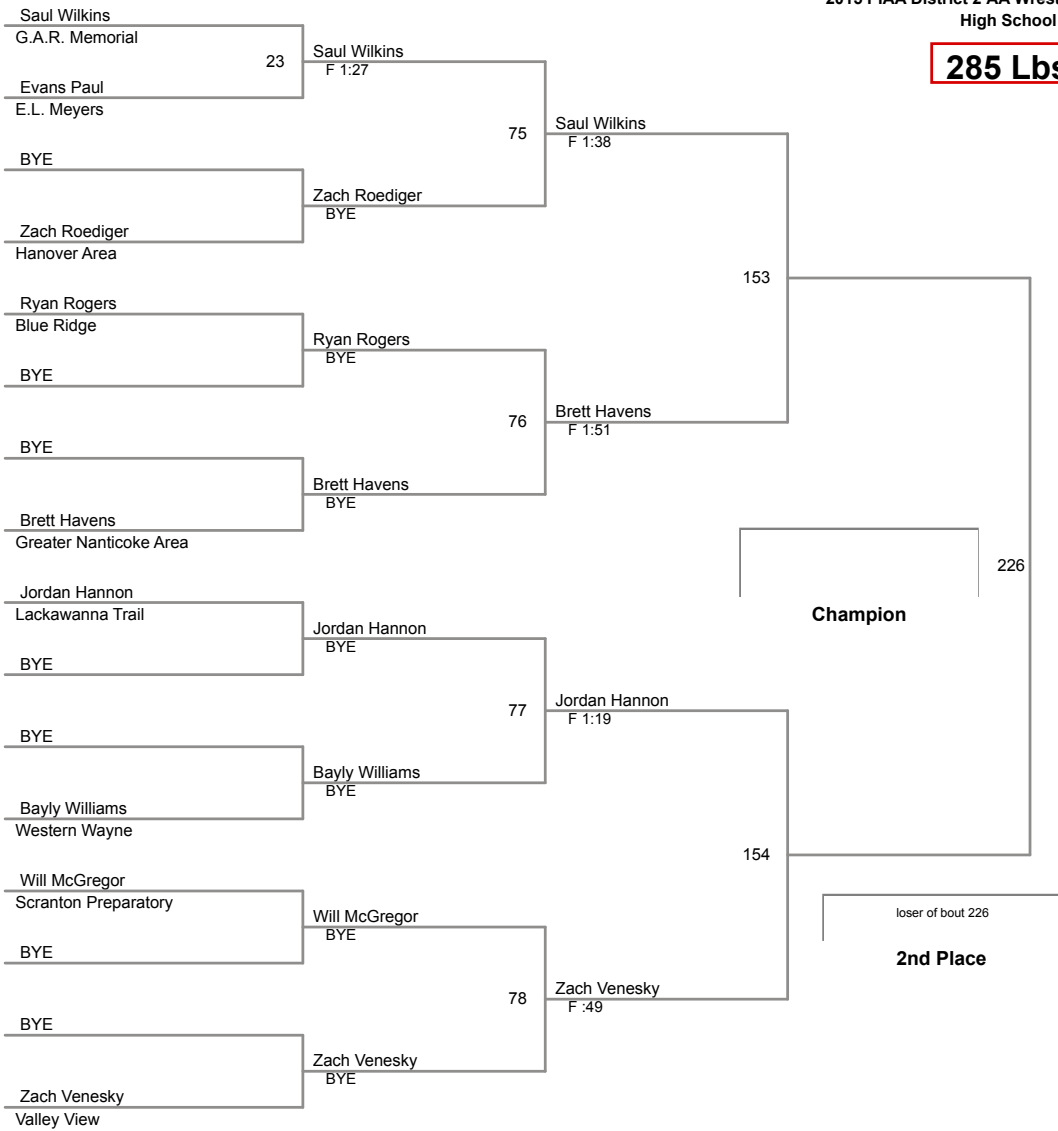 2015 PIAA District 2 AA
High School
285 Lbs
Saul Wilkins
G.A.R. Memorial
23
Saul Wilkins
F 1:27
Evans Paul
E.L. Meyers
75
Saul Wilkins
F 1:38
BYE
Zach Roediger
BYE
Zach Roediger
Hanover Area
153
Ryan Rogers
Blue Ridge
Ryan Rogers
BYE
BYE
76
Brett Havens
F 1:51
BYE
Brett Havens
BYE
Brett Havens
Greater Nanticoke Area
226
Champion
Jordan Hannon
Lackawanna Trail
Jordan Hannon
BYE
BYE
77
Jordan Hannon
F 1:19
BYE
Bayly Williams
BYE
Bayly Williams
Western Wayne
154
Will McGregor
Scranton Preparatory
Will McGregor
BYE
BYE
loser of bout 226
2nd Place
78
Zach Venesky
F :49
BYE
Zach Venesky
BYE
Zach Venesky
Valley View